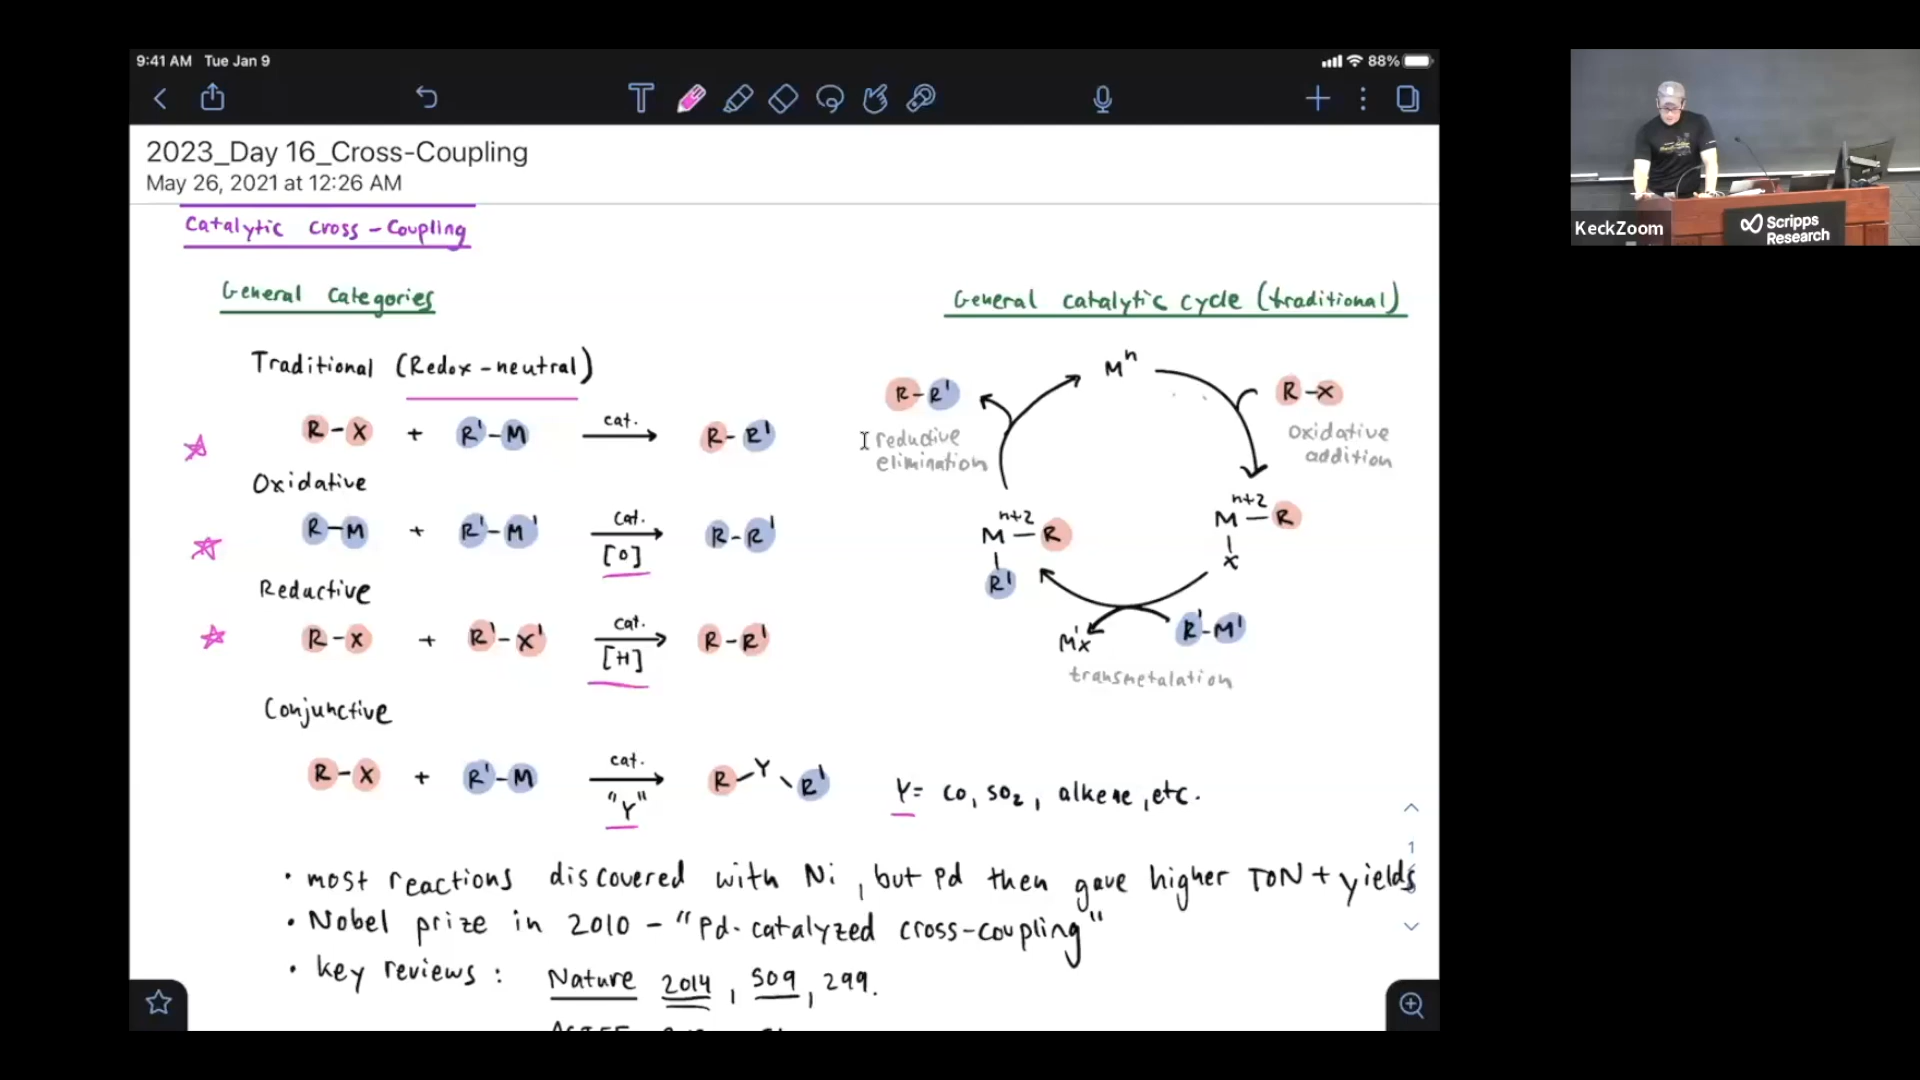 9:41 AM Tue Jan 9
88%
2023_Day 16_Cross-Coupling
May 26, 2021 at 12:26 AM
Catalytic Cross-Coupling
General Categories
Traditional (Redox-neutral)
R-X + R'-M cat. R-R'
Oxidative
R-M + R'-M' cat. [O] R-R'
Reductive
R-X + R'-X' cat. [H] R-R'
Conjunctive
R-X + R'-M cat. "Y" R-Y-R'
Y= CO, SO2, alkene, etc.
General catalytic cycle (traditional)
M^n
R-X
oxidative
addition
n+2
M-R
X
R'-M'
M'X
transmetalation
n+2
M-R
R'
R-R'
reductive
elimination
• most reactions discovered with Ni, but Pd then gave higher TON + yields
• Nobel prize in 2010 - "Pd-catalyzed cross-coupling"
• key reviews: Nature 2014, 509, 299.
1
KeckZoom
Scripps
Research